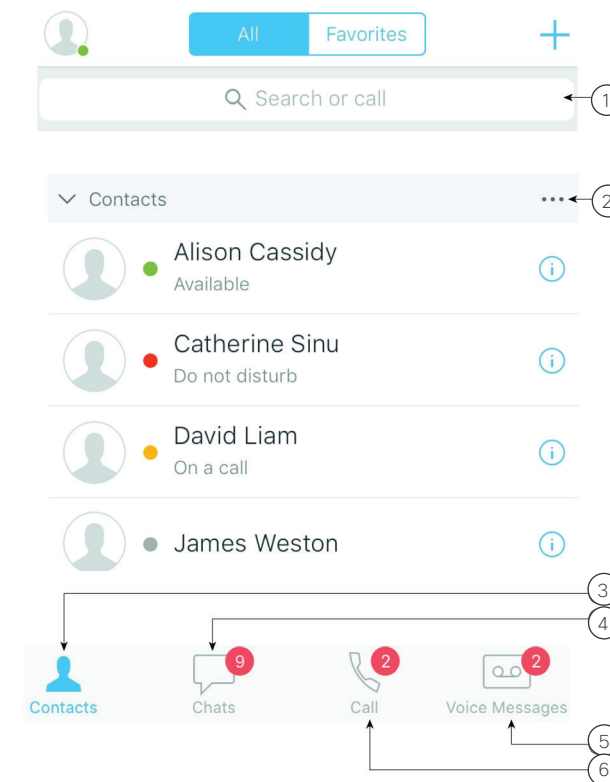 All Favorites
Search or call
1
Contacts
2
Alison Cassidy
Available
Catherine Sinu
Do not disturb
David Liam
On a call
James Weston
3
4
9 2 2
Contacts Chats Call Voice Messages
5
6